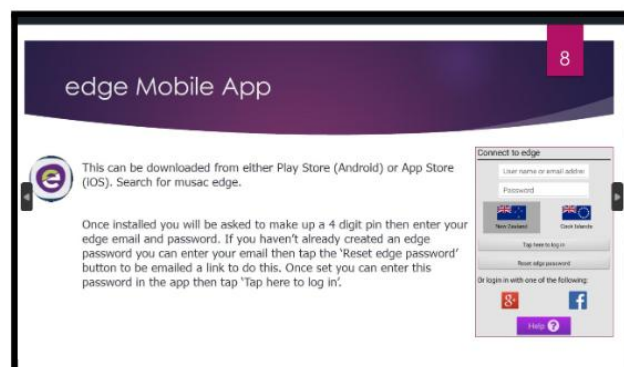 8
edge Mobile App
This can be downloaded from either Play Store (Android) or App Store
(iOS). Search for musac edge.
Once installed you will be asked to make up a 4 digit pin then enter your
edge email and password. If you haven't already created an edge
password you can enter your email then tap the 'Reset edge password'
button to be emailed a link to do this. Once set you can enter this
password in the app then tap 'Tap here to log in'.
Connect to edge
User name or email addres
Password
New Zealand
Cook Islands
Tap here to log in
Reset edge password
Or login in with one of the following:
Help ?